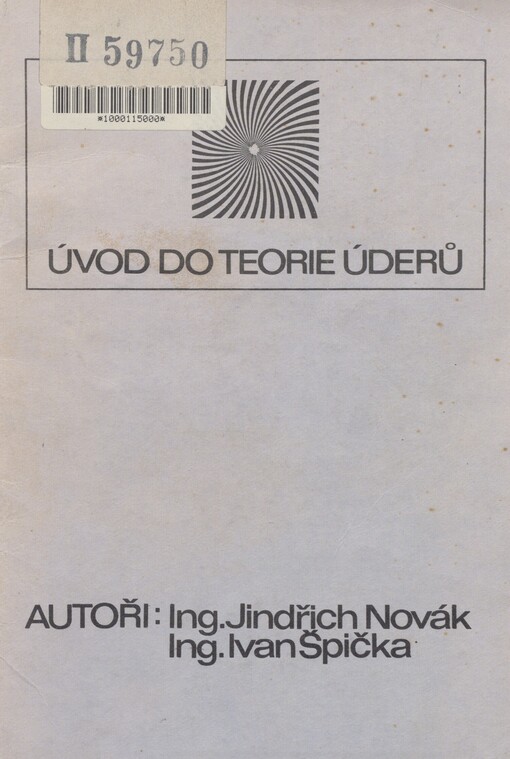 II 59750
*1000115000*
ÚVOD DO TEORIE ÚDERŮ
AUTOŘI: Ing. Jindřich Novák
Ing. Ivan Špička